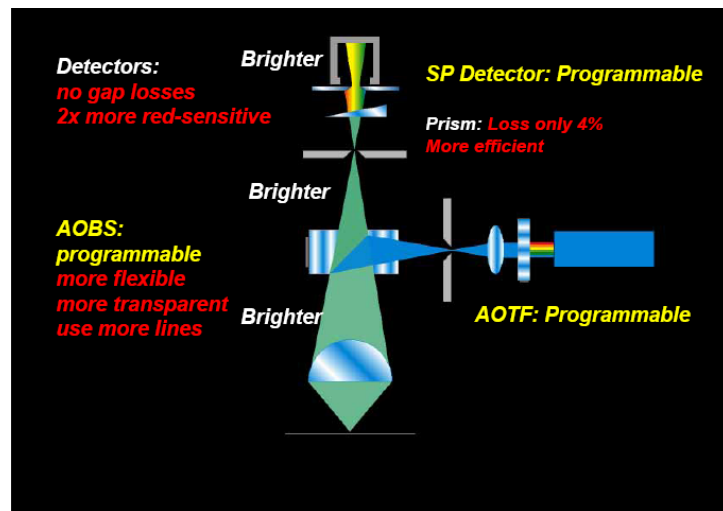 Detectors:
no gap losses
2x more red-sensitive
Brighter
SP Detector: Programmable
Prism: Loss only 4%
More efficient
Brighter
AOBS:
programmable
more flexible
more transparent
use more lines
Brighter
AOTF: Programmable